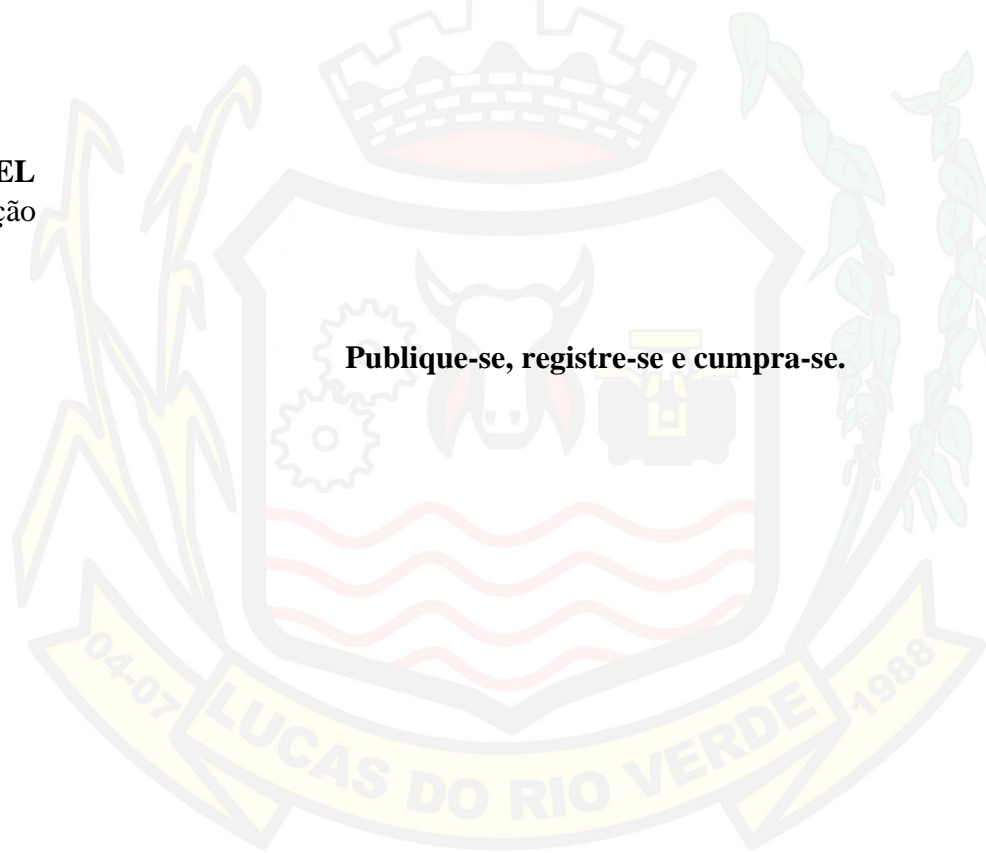 EL
ção
Publique-se, registre-se e cumpra-se.
04-07
LUCAS DO RIO VERDE
1988